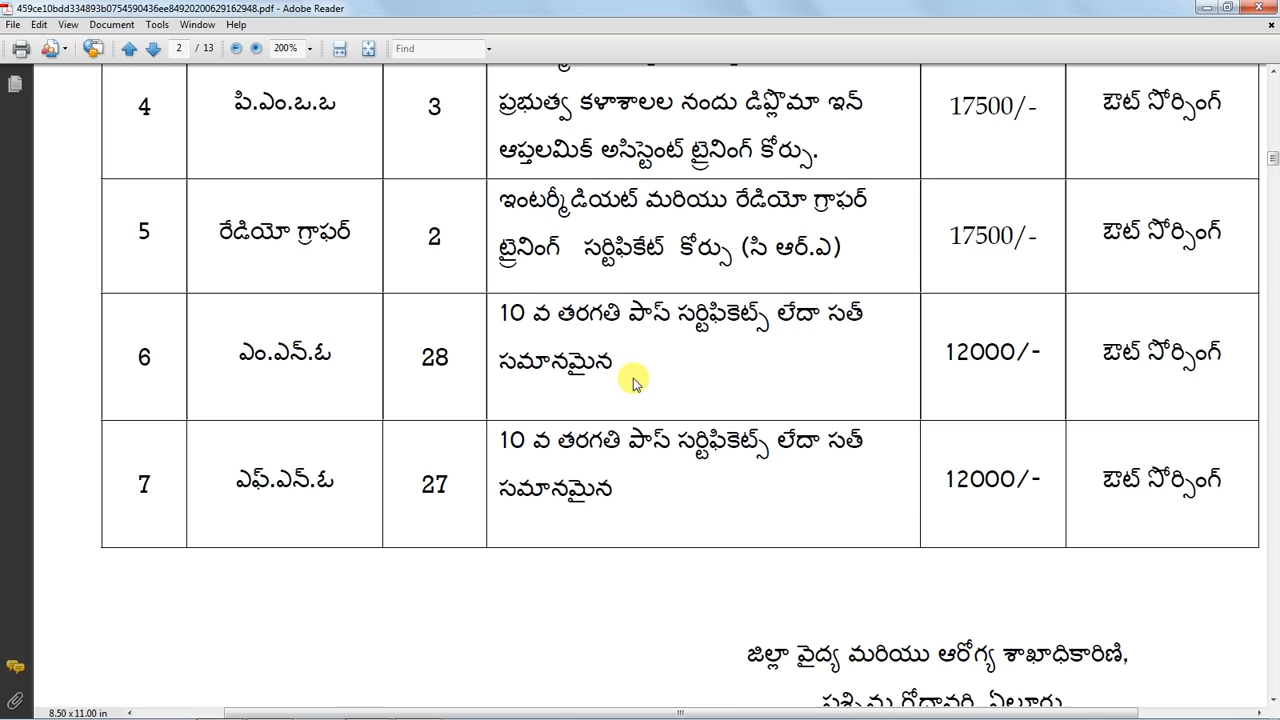 459ce10bdd334893b0754590436ee84920200629162948.pdf - Adobe Reader
File Edit View Document Tools Window Help
2 / 13 200% Find
4 పి.ఎం.ఒ.ఒ 3 ప్రభుత్వ కళాశాలల నందు డిప్లొమా ఇన్ 17500/- ఔట్ సోర్సింగ్
ఆప్తలమిక్ అసిస్టెంట్ ట్రైనింగ్ కోర్సు.
ఇంటర్మీడియట్ మరియు రేడియో గ్రాఫర్
5 రేడియో గ్రాఫర్ 2 17500/- ఔట్ సోర్సింగ్
ట్రైనింగ్ సర్టిఫికేట్ కోర్సు (సి ఆర్.ఎ)
10 వ తరగతి పాస్ సర్టిఫికెట్స్ లేదా సత్
6 ఎం.ఎన్.ఓ 28 సమానమైన 12000/- ఔట్ సోర్సింగ్
10 వ తరగతి పాస్ సర్టిఫికెట్స్ లేదా సత్
7 ఎఫ్.ఎన్.ఓ 27 సమానమైన 12000/- ఔట్ సోర్సింగ్
జిల్లా వైద్య మరియు ఆరోగ్య శాఖాధికారిణి,
పశ్చిమ గోదావరి, ఏలూరు
8.50 x 11.00 in